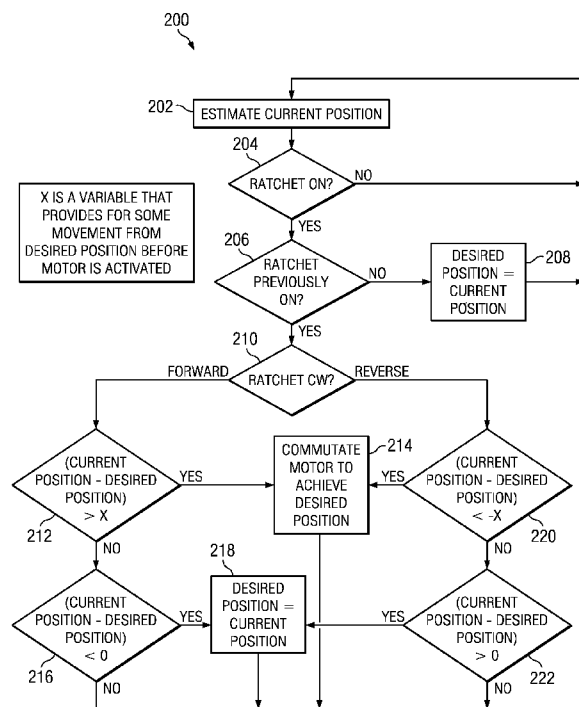 200
202
ESTIMATE CURRENT POSITION
204
RATCHET ON?
NO
YES
X IS A VARIABLE THAT
PROVIDES FOR SOME
MOVEMENT FROM
DESIRED POSITION BEFORE
MOTOR IS ACTIVATED
206
RATCHET
PREVIOUSLY
ON?
NO
YES
DESIRED
POSITION =
CURRENT
POSITION
208
210
FORWARD
RATCHET CW?
REVERSE
(CURRENT
POSITION - DESIRED
POSITION)
> X
YES
212
NO
COMMUTATE
MOTOR TO
ACHIEVE
DESIRED
POSITION
214
YES
(CURRENT
POSITION - DESIRED
POSITION)
< -X
220
NO
(CURRENT
POSITION - DESIRED
POSITION)
< 0
YES
216
NO
218
DESIRED
POSITION =
CURRENT
POSITION
YES
(CURRENT
POSITION - DESIRED
POSITION)
> 0
222
NO